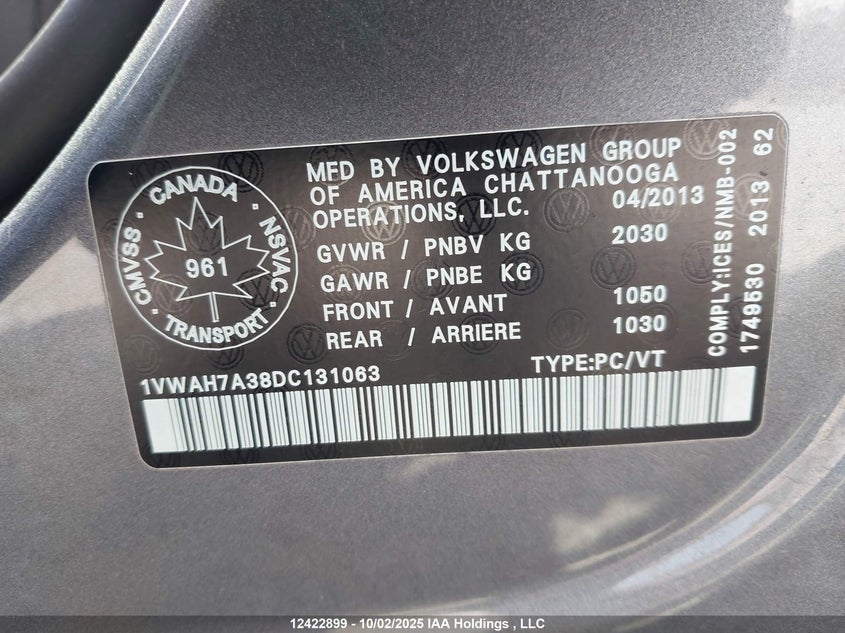 CANADA
CMVSS · NSVAC
961
TRANSPORT
MFD BY VOLKSWAGEN GROUP
OF AMERICA CHATTANOOGA
OPERATIONS, LLC. 04/2013
GVWR / PNBV KG 2030
GAWR / PNBE KG
FRONT / AVANT 1050
REAR / ARRIERE 1030
1VWAH7A38DC131063 TYPE:PC/VT
COMPLY:ICES/NMB-002
1749530 2013 62
12422899 - 10/02/2025 IAA Holdings , LLC